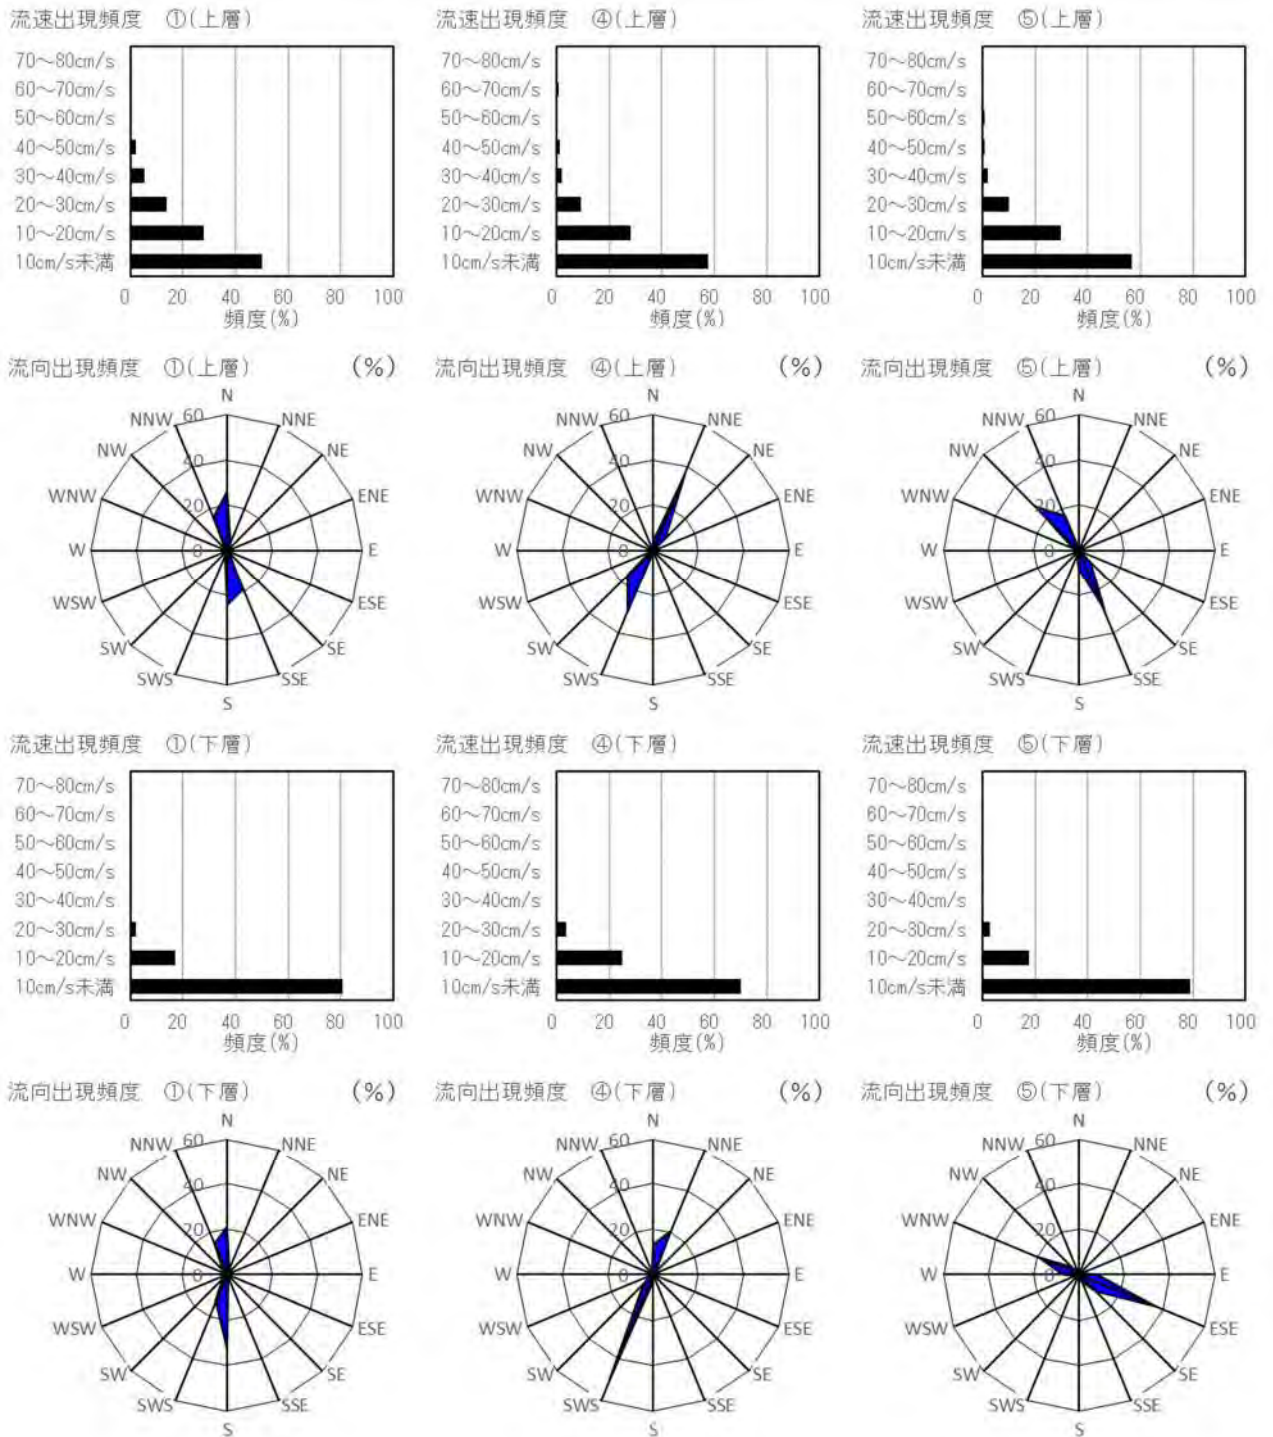 流速出現頻度 ①(上層)
70～80cm/s
60～70cm/s
50～60cm/s
40～50cm/s
30～40cm/s
20～30cm/s
10～20cm/s
10cm/s未満
0 20 40 60 80 100
頻度(%)
流速出現頻度 ④(上層)
70～80cm/s
60～70cm/s
50～60cm/s
40～50cm/s
30～40cm/s
20～30cm/s
10～20cm/s
10cm/s未満
0 20 40 60 80 100
頻度(%)
流速出現頻度 ⑤(上層)
70～80cm/s
60～70cm/s
50～60cm/s
40～50cm/s
30～40cm/s
20～30cm/s
10～20cm/s
10cm/s未満
0 20 40 60 80 100
頻度(%)
流向出現頻度 ①(上層) (%)
N
NNW 60 NNE
NW 40 NE
WNW 20 ENE
W 0 E
WSW ESE
SW SE
SWS SSE
S
流向出現頻度 ④(上層) (%)
N
NNW 60 NNE
NW 40 NE
WNW 20 ENE
W 0 E
WSW ESE
SW SE
SWS SSE
S
流向出現頻度 ⑤(上層) (%)
N
NNW 60 NNE
NW 40 NE
WNW 20 ENE
W 0 E
WSW ESE
SW SE
SWS SSE
S
流速出現頻度 ①(下層)
70～80cm/s
60～70cm/s
50～60cm/s
40～50cm/s
30～40cm/s
20～30cm/s
10～20cm/s
10cm/s未満
0 20 40 60 80 100
頻度(%)
流速出現頻度 ④(下層)
70～80cm/s
60～70cm/s
50～60cm/s
40～50cm/s
30～40cm/s
20～30cm/s
10～20cm/s
10cm/s未満
0 20 40 60 80 100
頻度(%)
流速出現頻度 ⑤(下層)
70～80cm/s
60～70cm/s
50～60cm/s
40～50cm/s
30～40cm/s
20～30cm/s
10～20cm/s
10cm/s未満
0 20 40 60 80 100
頻度(%)
流向出現頻度 ①(下層) (%)
N
NNW 60 NNE
NW 40 NE
WNW 20 ENE
W 0 E
WSW ESE
SW SE
SWS SSE
S
流向出現頻度 ④(下層) (%)
N
NNW 60 NNE
NW 40 NE
WNW 20 ENE
W 0 E
WSW ESE
SW SE
SWS SSE
S
流向出現頻度 ⑤(下層) (%)
N
NNW 60 NNE
NW 40 NE
WNW 20 ENE
W 0 E
WSW ESE
SW SE
SWS SSE
S